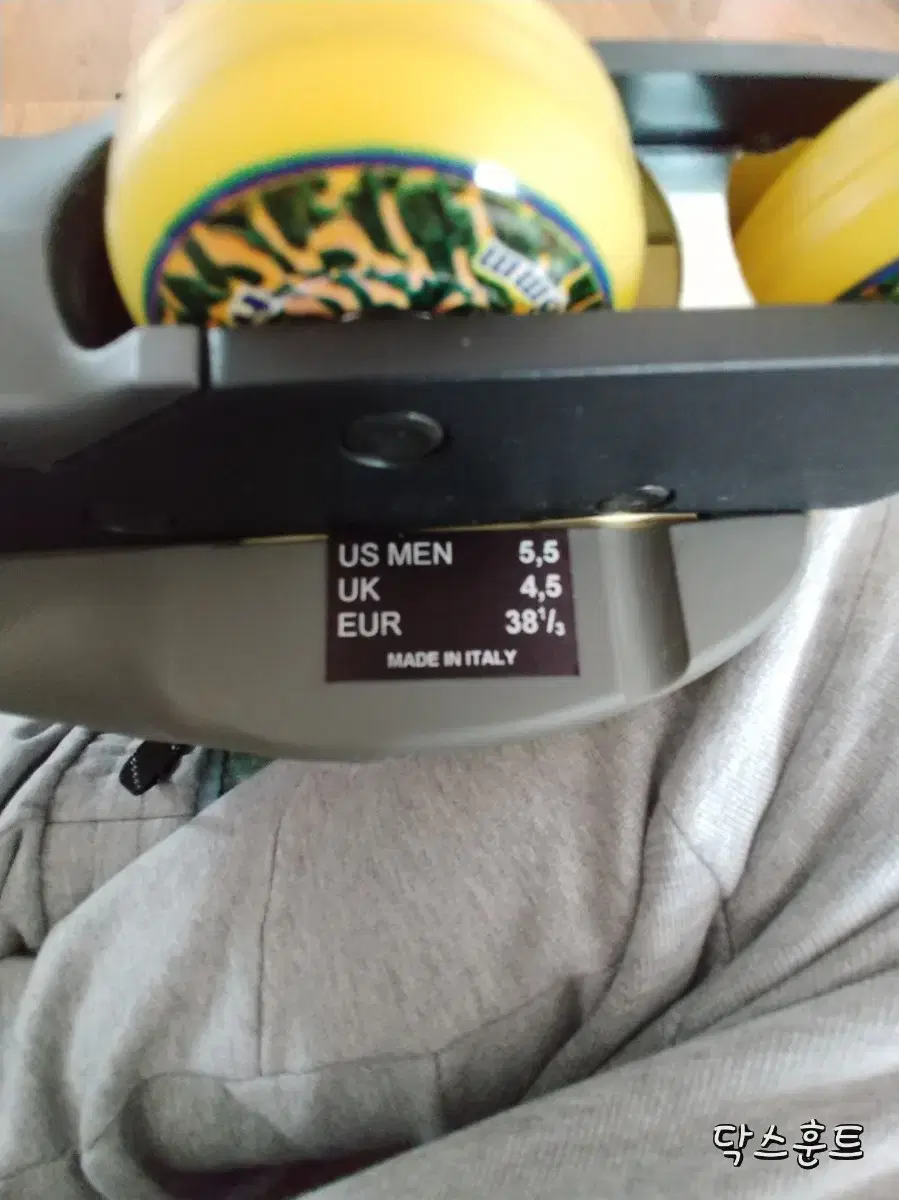 US MEN 5,5
UK 4,5
EUR 38¹/₃
MADE IN ITALY
닥스훈트